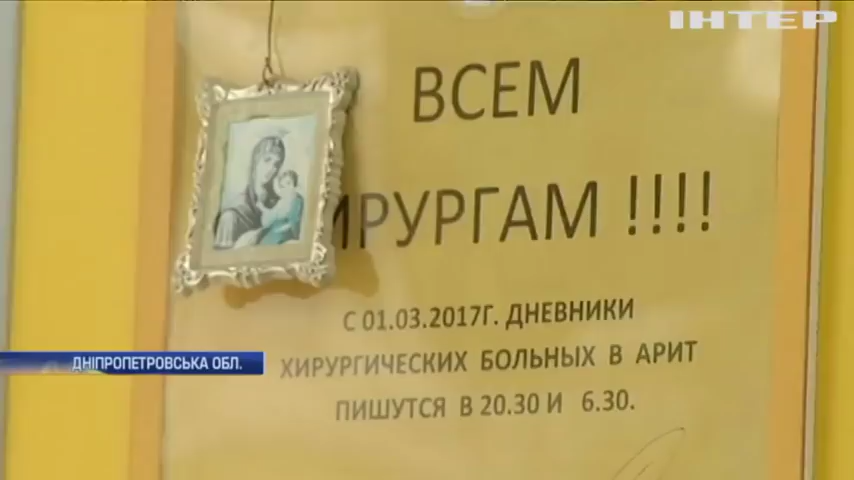 ІНТЕР
ВСЕМ
ИРУРГАМ !!!!
С 01.03.2017Г. ДНЕВНИКИ
ХИРУРГИЧЕСКИХ БОЛЬНЫХ В АРИТ
ПИШУТСЯ В 20.30 И 6.30.
ДНІПРОПЕТРОВСЬКА ОБЛ.